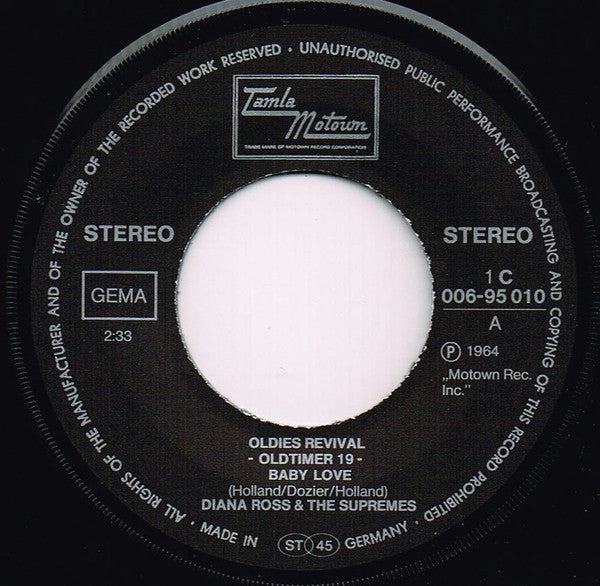 ALL RIGHTS OF THE MANUFACTURER AND OF THE OWNER OF THE RECORDED WORK RESERVED • UNAUTHORISED PUBLIC PERFORMANCE BROADCASTING AND COPYING OF THIS RECORD PROHIBITED •
Tamla
Motown
TRADE MARK OF MOTOWN RECORD CORPORATION
STEREO
GEMA
2:33
STEREO
1 C
006-95 010
A
℗ 1964
„Motown Rec.
Inc."
OLDIES REVIVAL
- OLDTIMER 19 -
BABY LOVE
(Holland/Dozier/Holland)
DIANA ROSS & THE SUPREMES
MADE IN ST 45 GERMANY •